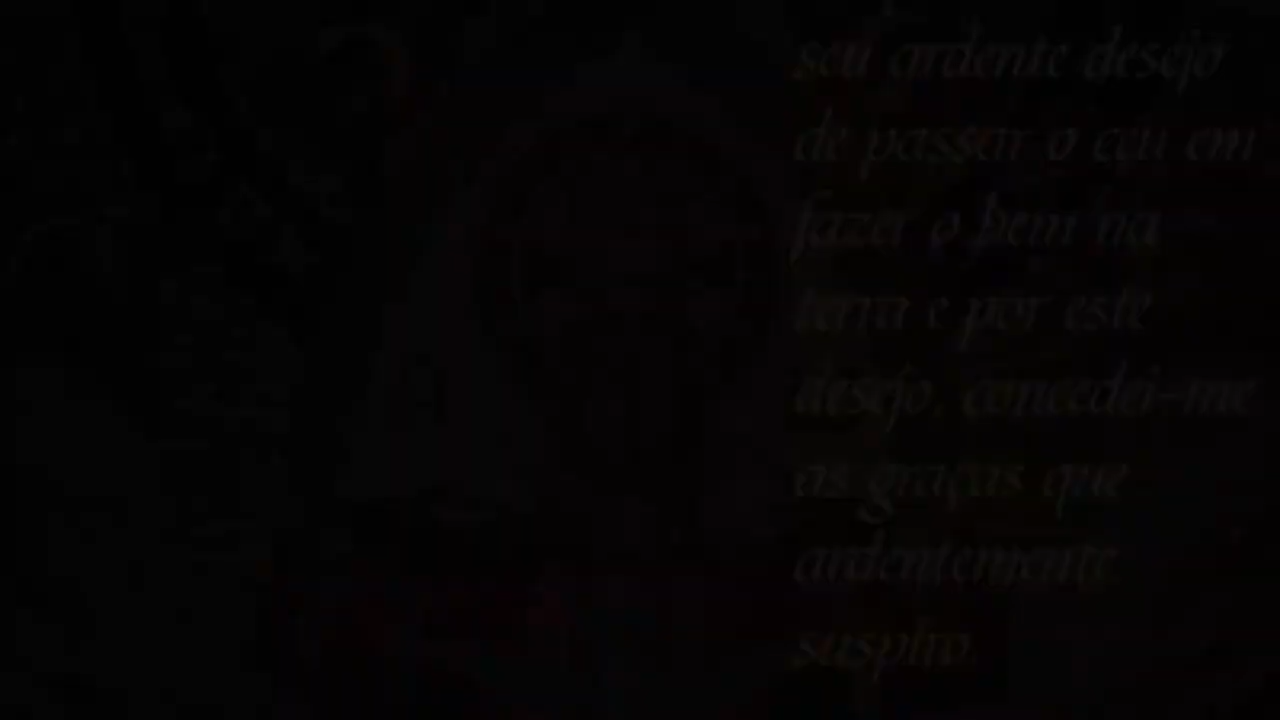 seu ardente desejo
de passar o céu em
fazer o bem na
terra e por este
desejo, concedei-me
as graças que
ardentemente
suspiro